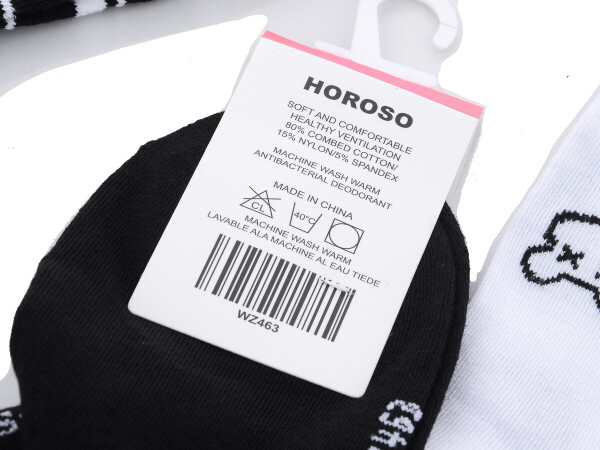 HOROSO
SOFT AND COMFORTABLE
HEALTHY VENTILATION
80% COMBED COTTON/
15% NYLON/5% SPANDEX
MACHINE WASH WARM
ANTIBACTERIAL DEODORANT
MADE IN CHINA
CL 40°C
MACHINE WASH WARM
LAVABLE ALA MACHINE AL EAU TIEDE
WZ463